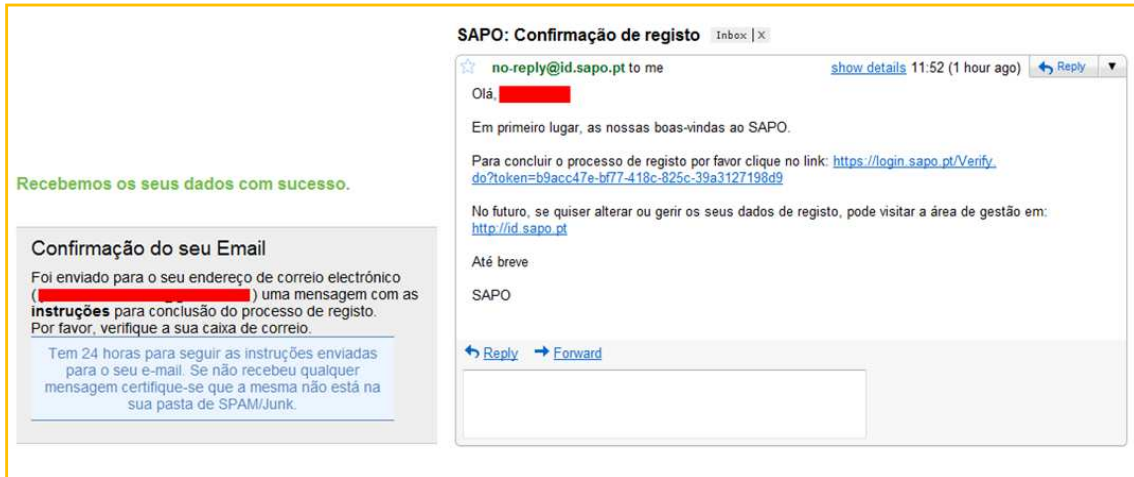 Recebemos os seus dados com sucesso.
Confirmação do seu Email
Foi enviado para o seu endereço de correio electrónico
( ) uma mensagem com as
instruções para conclusão do processo de registo.
Por favor, verifique a sua caixa de correio.
Tem 24 horas para seguir as instruções enviadas
para o seu e-mail. Se não recebeu qualquer
mensagem certifique-se que a mesma não está na
sua pasta de SPAM/Junk.
SAPO: Confirmação de registo Inbox | X
no-reply@id.sapo.pt to me show details 11:52 (1 hour ago) Reply
Olá,
Em primeiro lugar, as nossas boas-vindas ao SAPO.
Para concluir o processo de registo por favor clique no link: https://login.sapo.pt/Verify.
do?token=b9acc47e-bf77-418c-825c-39a3127198d9
No futuro, se quiser alterar ou gerir os seus dados de registo, pode visitar a área de gestão em:
http://id.sapo.pt
Até breve
SAPO
Reply Forward